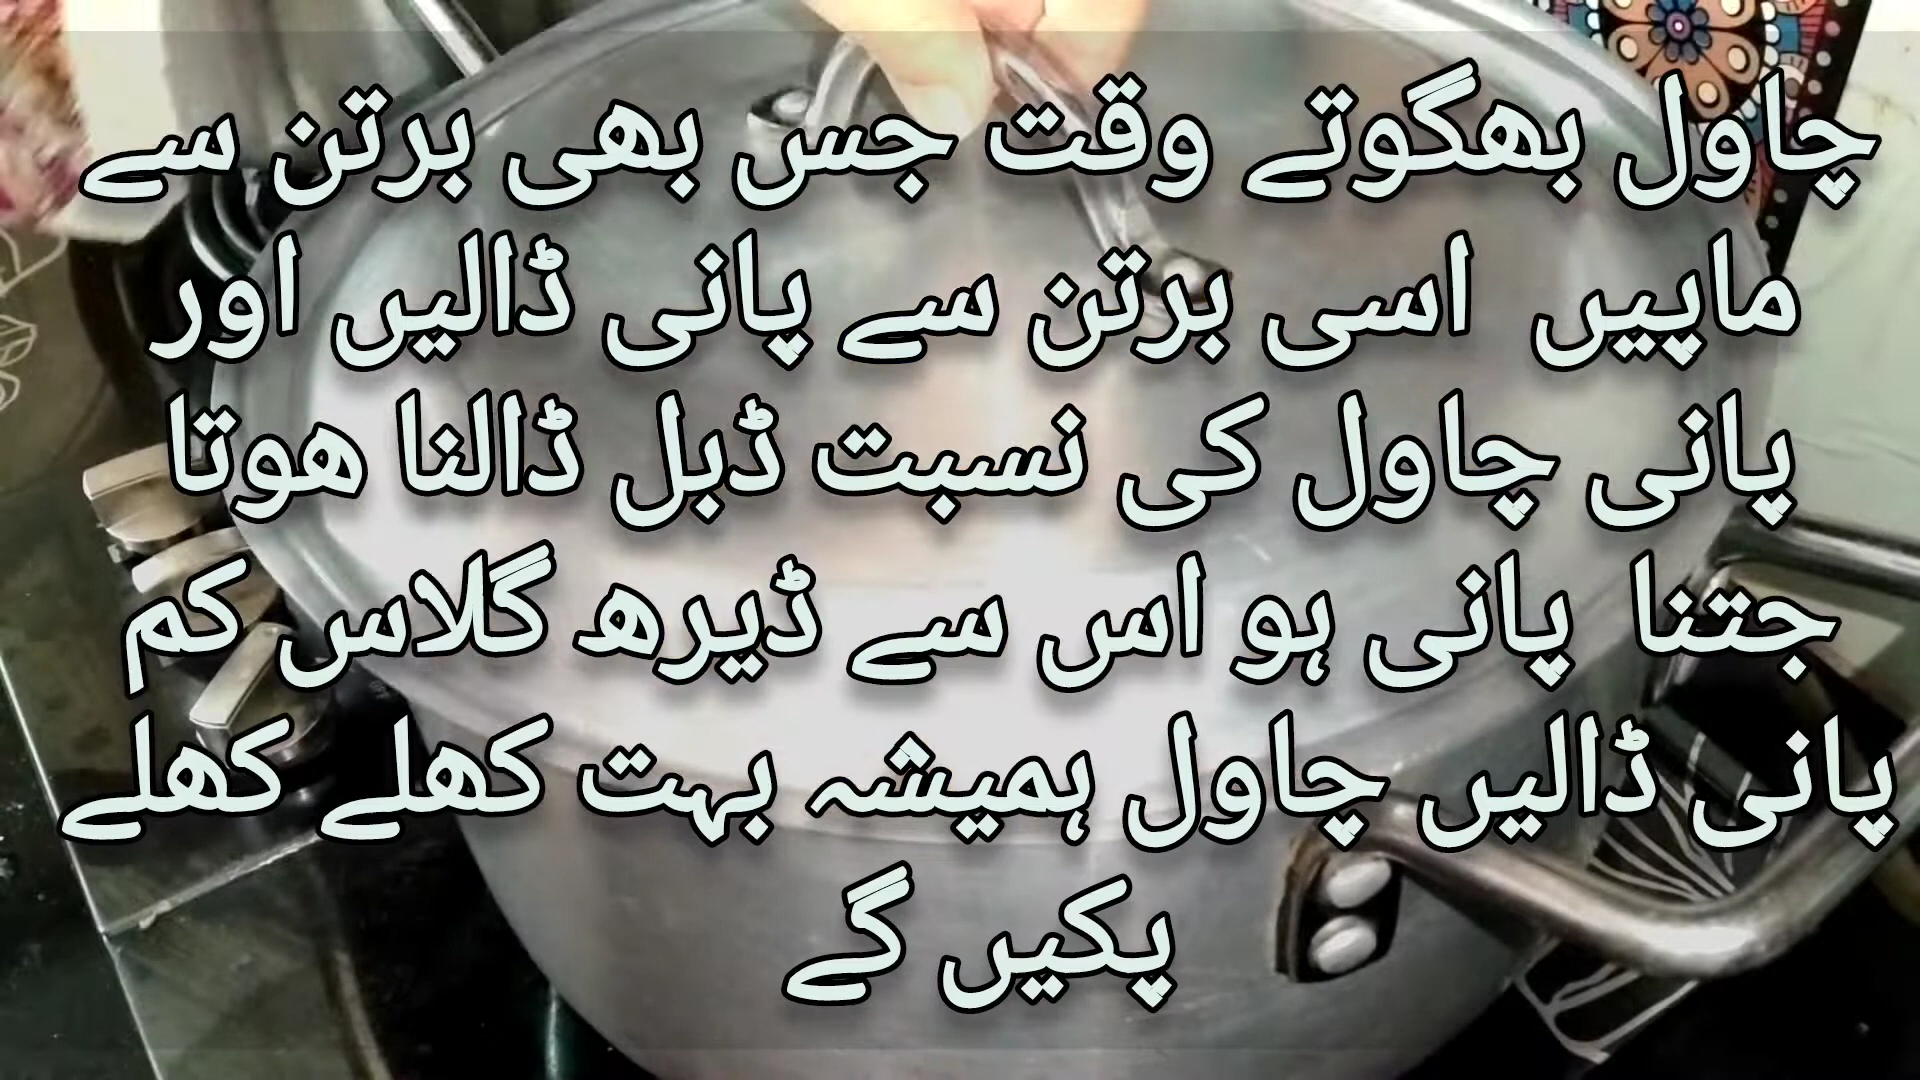 چاول بھگوتے وقت جس بھی برتن سے
ماپیں اسی برتن سے پانی ڈالیں اور
پانی چاول کی نسبت ڈبل ڈالنا ھوتا
جتنا پانی ہو اس سے ڈیرھ گلاس کم
پانی ڈالیں چاول ہمیشہ بہت کھلے کھلے
پکیں گے